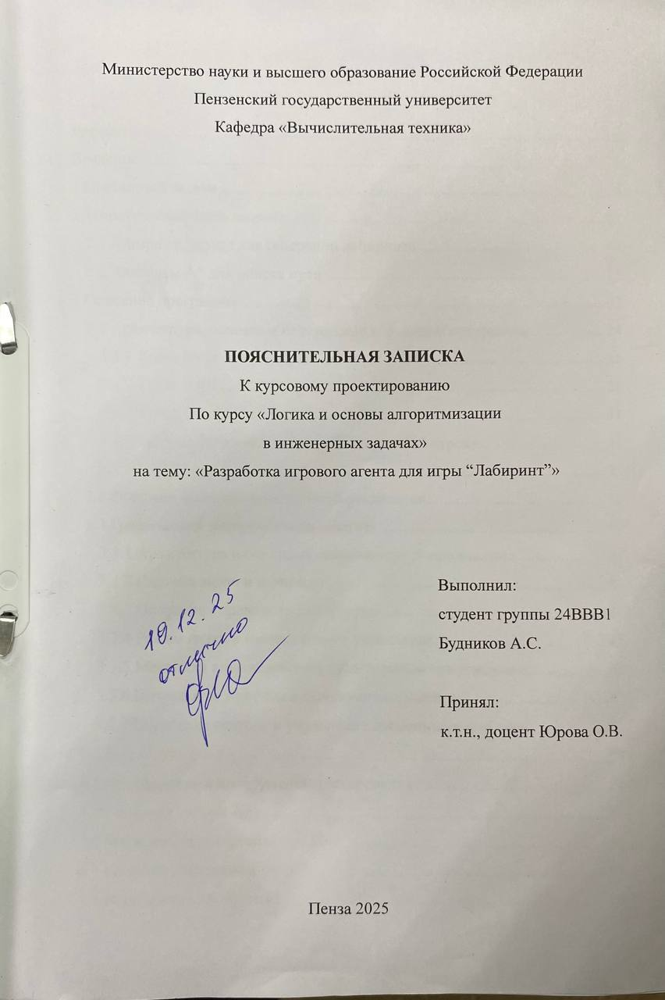 Министерство науки и высшего образование Российской Федерации
Пензенский государственный университет
Кафедра «Вычислительная техника»
ПОЯСНИТЕЛЬНАЯ ЗАПИСКА
К курсовому проектированию
По курсу «Логика и основы алгоритмизации
в инженерных задачах»
на тему: «Разработка игрового агента для игры “Лабиринт”»
19.12.25
отлично
Выполнил:
студент группы 24ВВВ1
Будников А.С.
Принял:
к.т.н., доцент Юрова О.В.
Пенза 2025